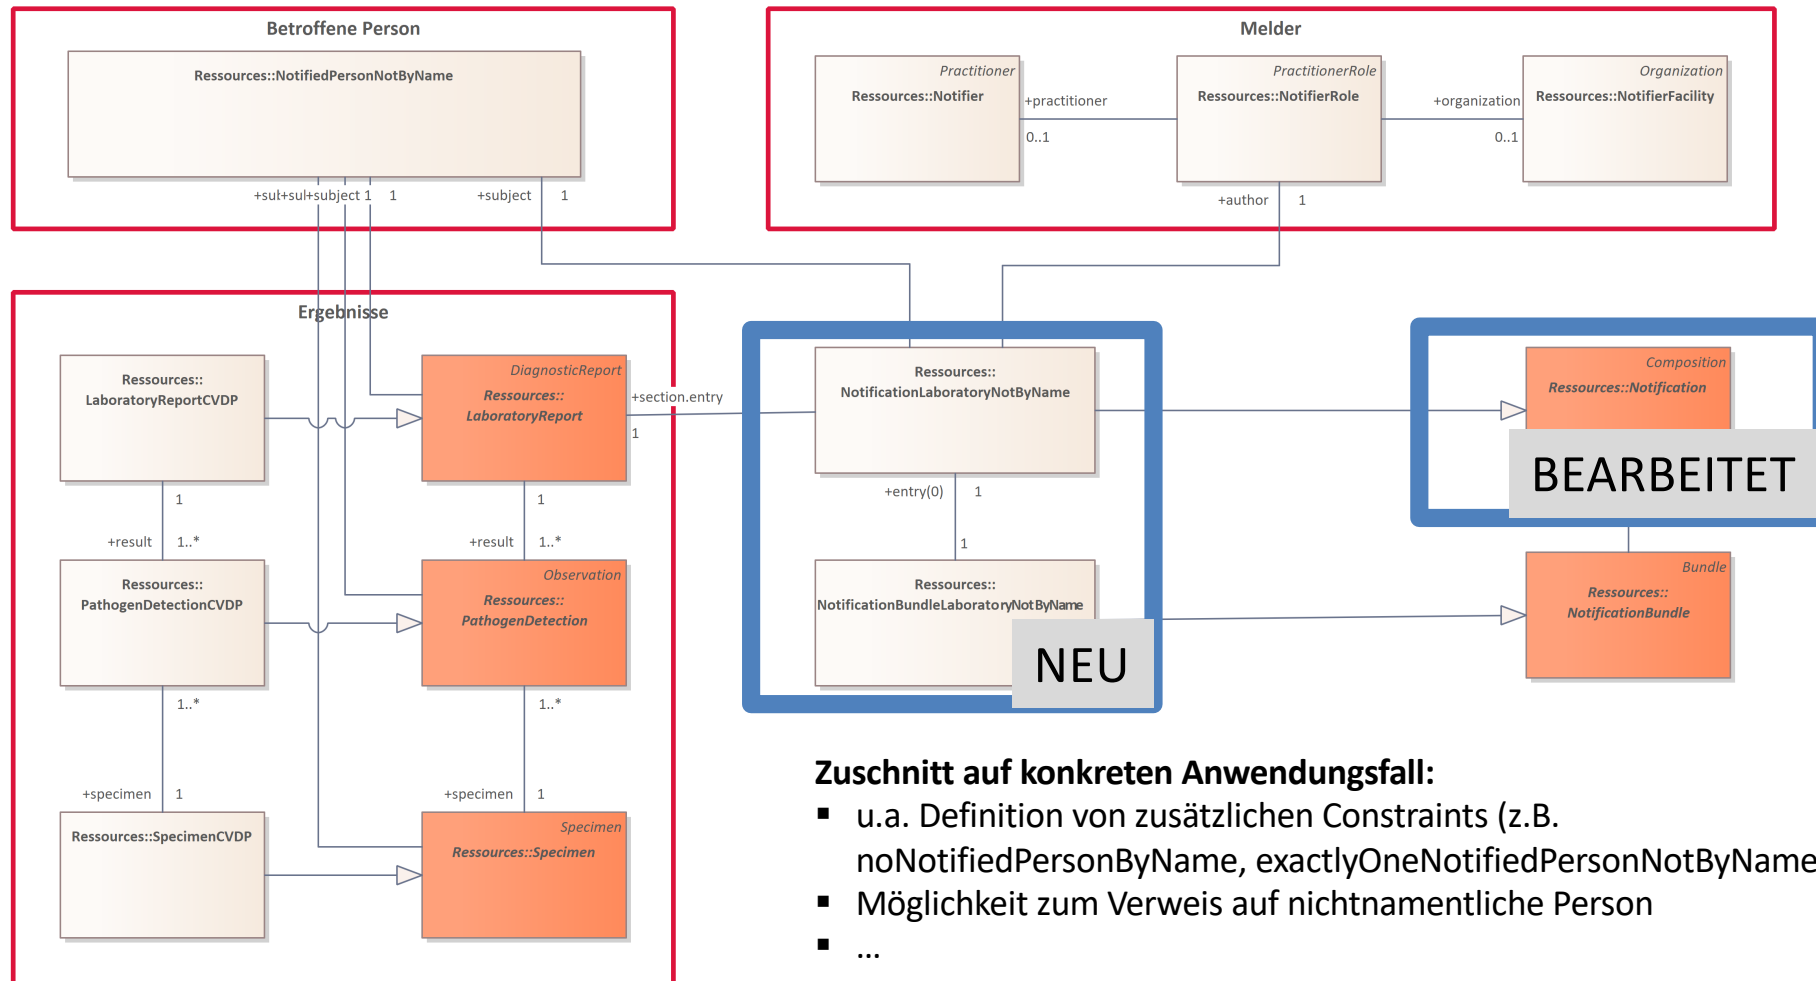 Betroffene Person
Ressources::NotifiedPersonNotByName
+sul+sul+subject 1 1
+subject 1
Melder
Practitioner
Ressources::Notifier
+practitioner
0..1
PractitionerRole
Ressources::NotifierRole
+organization
0..1
Organization
Ressources::NotifierFacility
+author 1
Ergebnisse
Ressources::
LaboratoryReportCVDP
DiagnosticReport
Ressources::
LaboratoryReport
+section.entry
1
1
+result 1..*
1
+result 1..*
Ressources::
PathogenDetectionCVDP
Observation
Ressources::
PathogenDetection
1..*
+specimen 1
1..*
+specimen 1
Ressources::SpecimenCVDP
Specimen
Ressources::Specimen
Ressources::
NotificationLaboratoryNotByName
+entry(0) 1
1
Ressources::
NotificationBundleLaboratoryNotByName
NEU
Composition
Ressources::Notification
BEARBEITET
Bundle
Ressources::
NotificationBundle
Zuschnitt auf konkreten Anwendungsfall:
▪ u.a. Definition von zusätzlichen Constraints (z.B.
noNotifiedPersonByName, exactlyOneNotifiedPersonNotByName
▪ Möglichkeit zum Verweis auf nichtnamentliche Person
▪ …